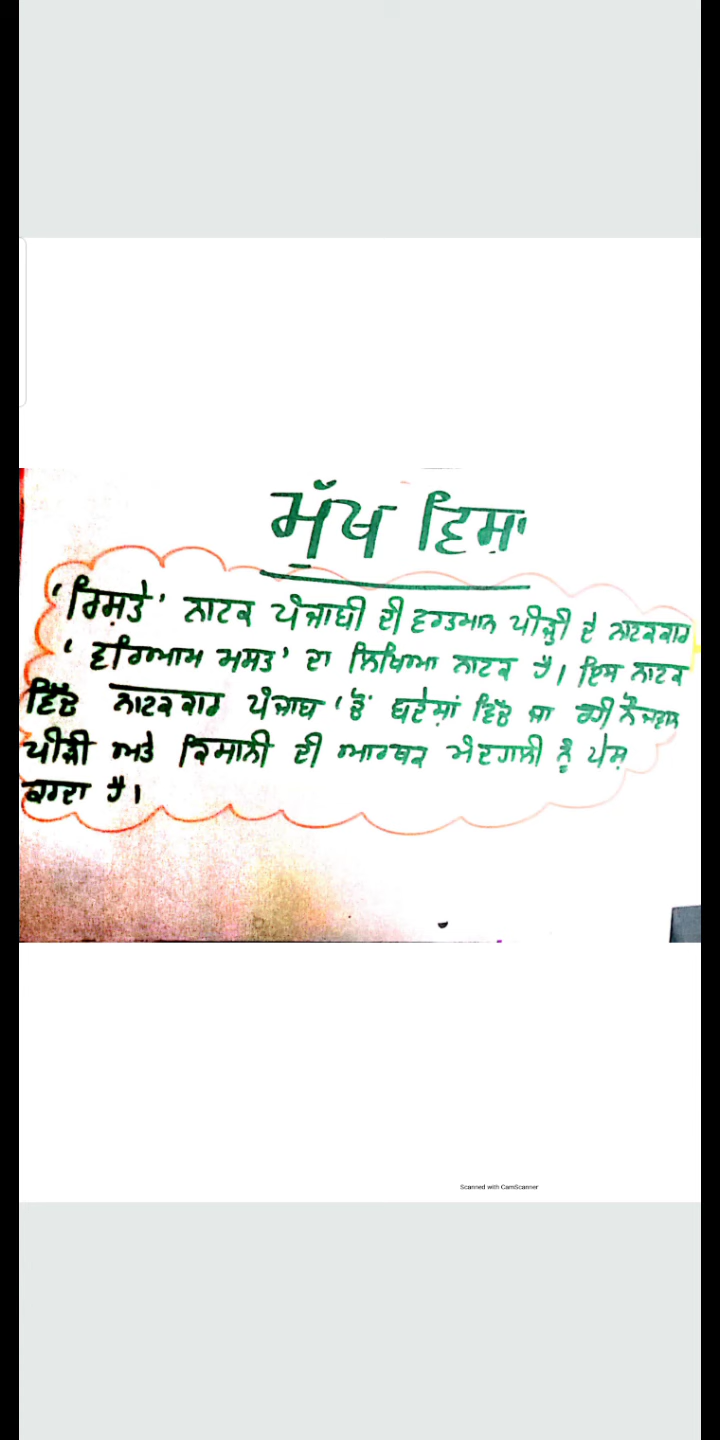 ਮੁੱਖ ਵਿਸ਼ਾ
'ਰਿਸ਼ਤੇ' ਨਾਟਕ ਪੰਜਾਬੀ ਦੀ ਵਰਤਮਾਨ ਪੀੜ੍ਹੀ ਦੇ ਨਾਟਕਕਾਰ
'ਵਰਿਆਮ ਮਸਤ' ਦਾ ਲਿਖਿਆ ਨਾਟਕ ਹੈ। ਇਸ ਨਾਟਕ
ਵਿੱਚ ਨਾਟਕਕਾਰ ਪੰਜਾਬ 'ਚੋਂ ਬਦੇਸ਼ਾਂ ਵਿੱਚ ਜਾ ਰਹੀ ਨੌਜਵਾਨ
ਪੀੜੀ ਅਤੇ ਕਿਸਾਨੀ ਦੀ ਆਰਥਕ ਮੰਦਹਾਲੀ ਨੂੰ ਪੇਸ਼
ਕਰਦਾ ਹੈ।
Scanned with CamScanner